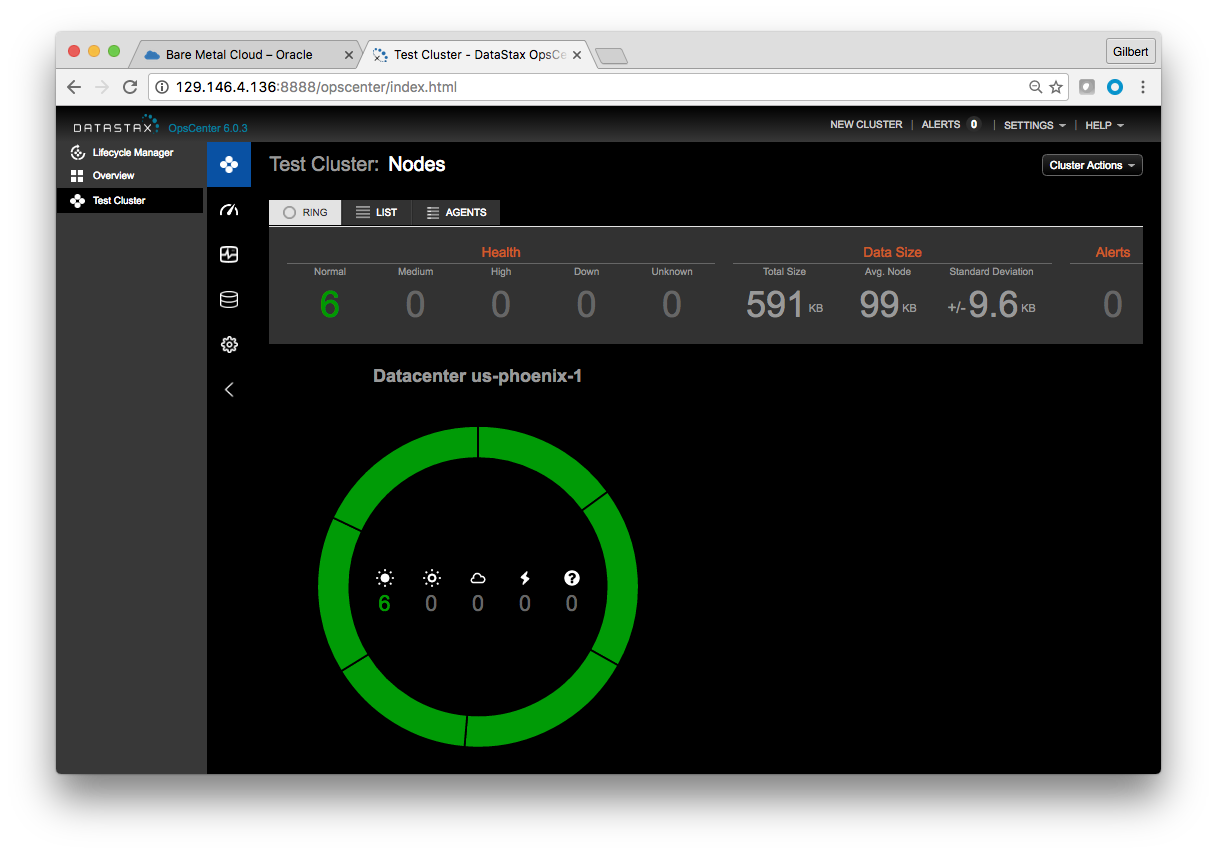 Bare Metal Cloud – Oracle
Test Cluster - DataStax OpsCe
Gilbert
129.146.4.136:8888/opscenter/index.html
DATASTAX OpsCenter 6.0.3
NEW CLUSTER | ALERTS 0 | SETTINGS | HELP
Lifecycle Manager
Overview
Test Cluster
Test Cluster: Nodes
Cluster Actions
RING LIST AGENTS
Health Data Size Alerts
Normal Medium High Down Unknown Total Size Avg. Node Standard Deviation
6 0 0 0 0 591 KB 99 KB +/- 9.6 KB 0
Datacenter us-phoenix-1
?
6 0 0 0 0